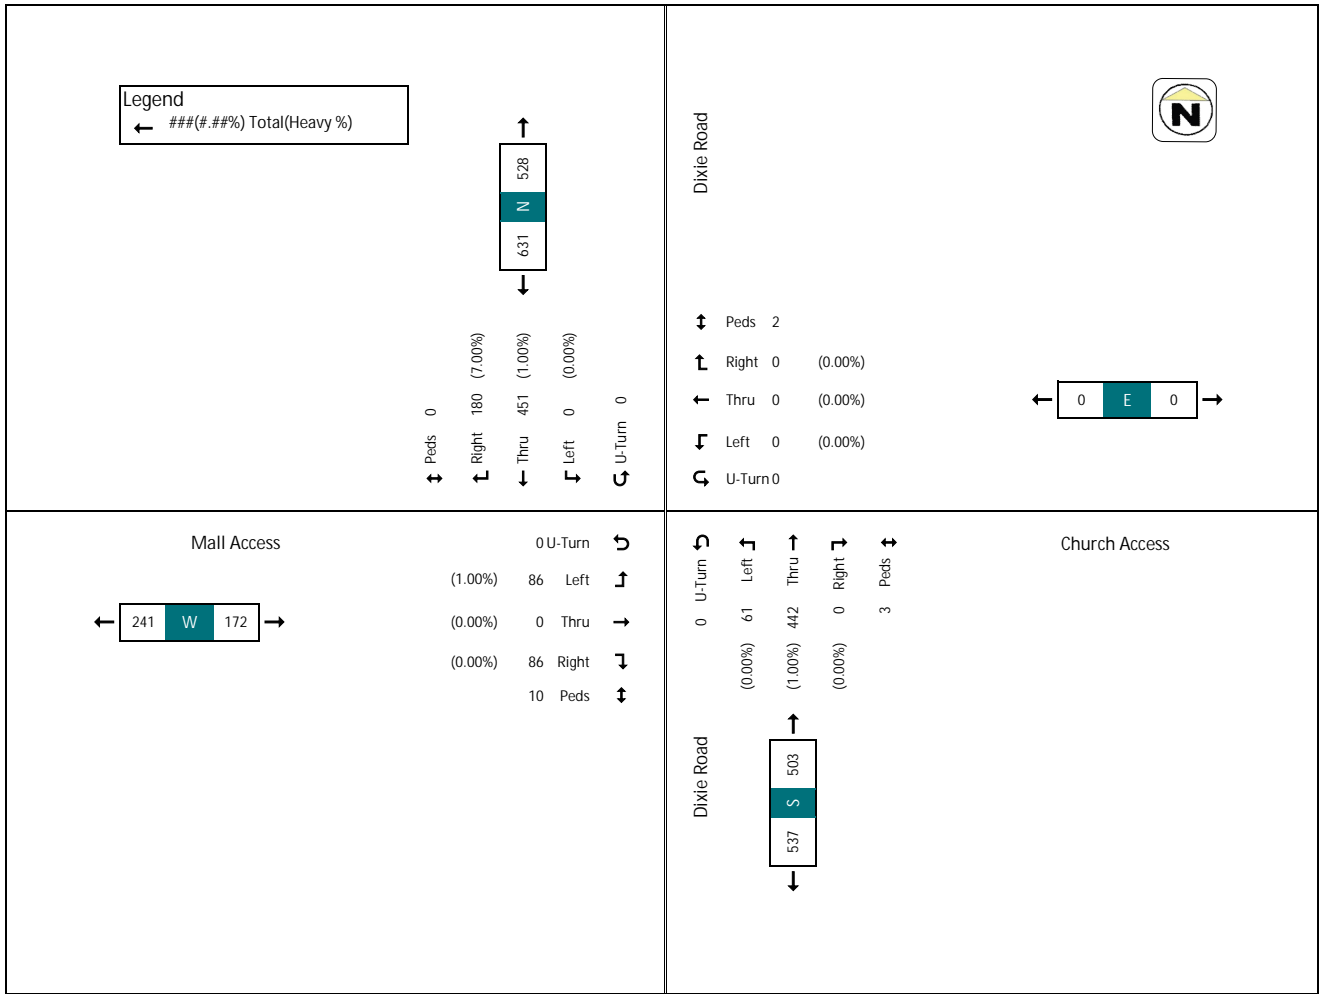 Legend
###(#.##%) Total(Heavy %)
528
N
631
Peds 0
Right 180 (7.00%)
Thru 451 (1.00%)
Left 0 (0.00%)
U-Turn 0
Dixie Road
N
Peds 2
Right 0 (0.00%)
Thru 0 (0.00%)
Left 0 (0.00%)
U-Turn 0
0 E 0
Mall Access
241 W 172
0 U-Turn
(1.00%) 86 Left
(0.00%) 0 Thru
(0.00%) 86 Right
10 Peds
0 U-Turn
(0.00%) 61 Left
(1.00%) 442 Thru
(0.00%) 0 Right
3 Peds
Church Access
Dixie Road
503
S
537